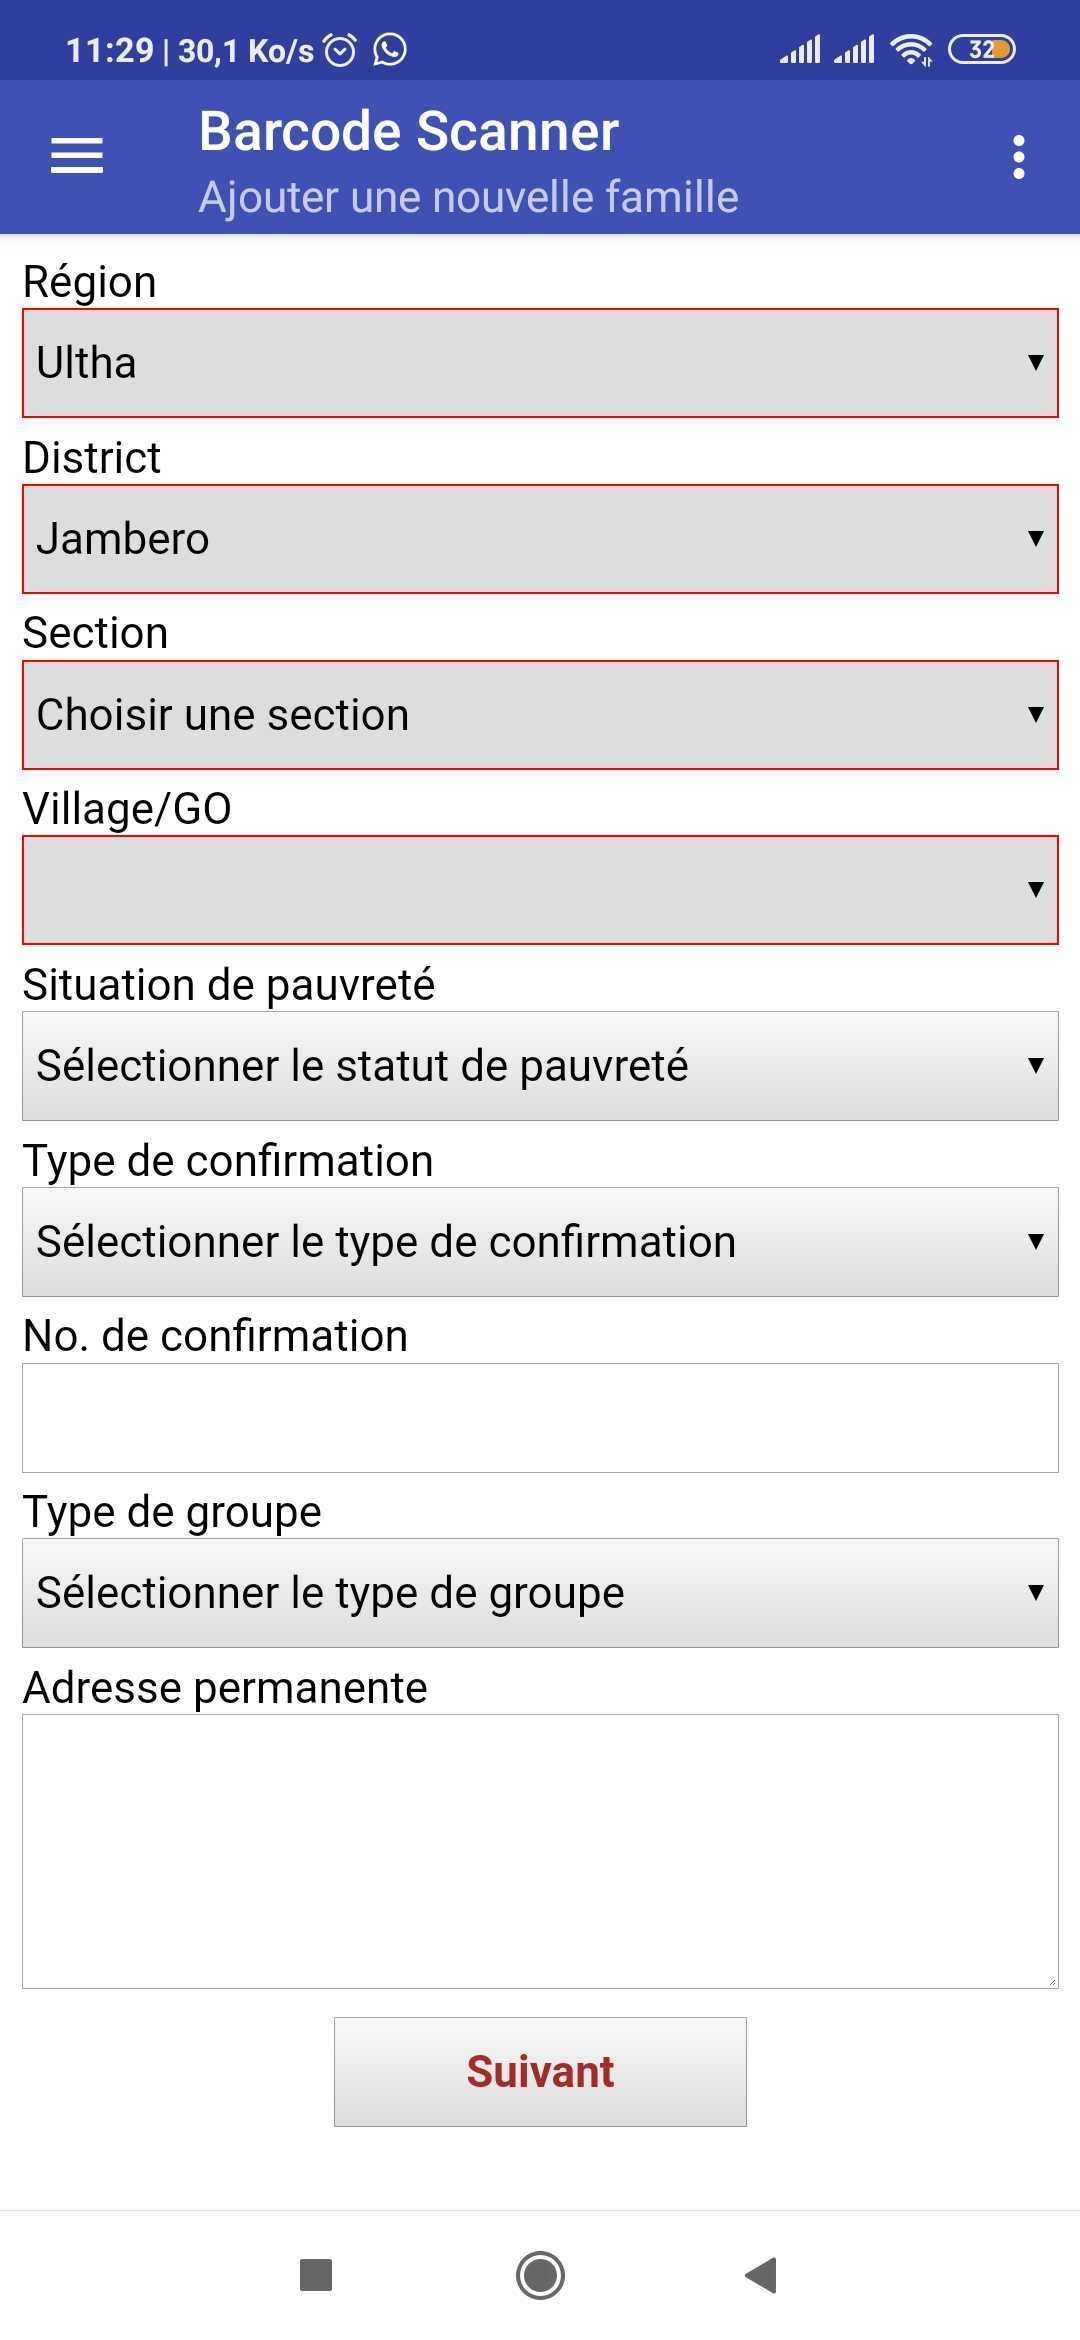 11:29 | 30,1 Ko/s 32
Barcode Scanner
Ajouter une nouvelle famille
Région
Ultha
District
Jambero
Section
Choisir une section
Village/GO
Situation de pauvreté
Sélectionner le statut de pauvreté
Type de confirmation
Sélectionner le type de confirmation
No. de confirmation
Type de groupe
Sélectionner le type de groupe
Adresse permanente
Suivant